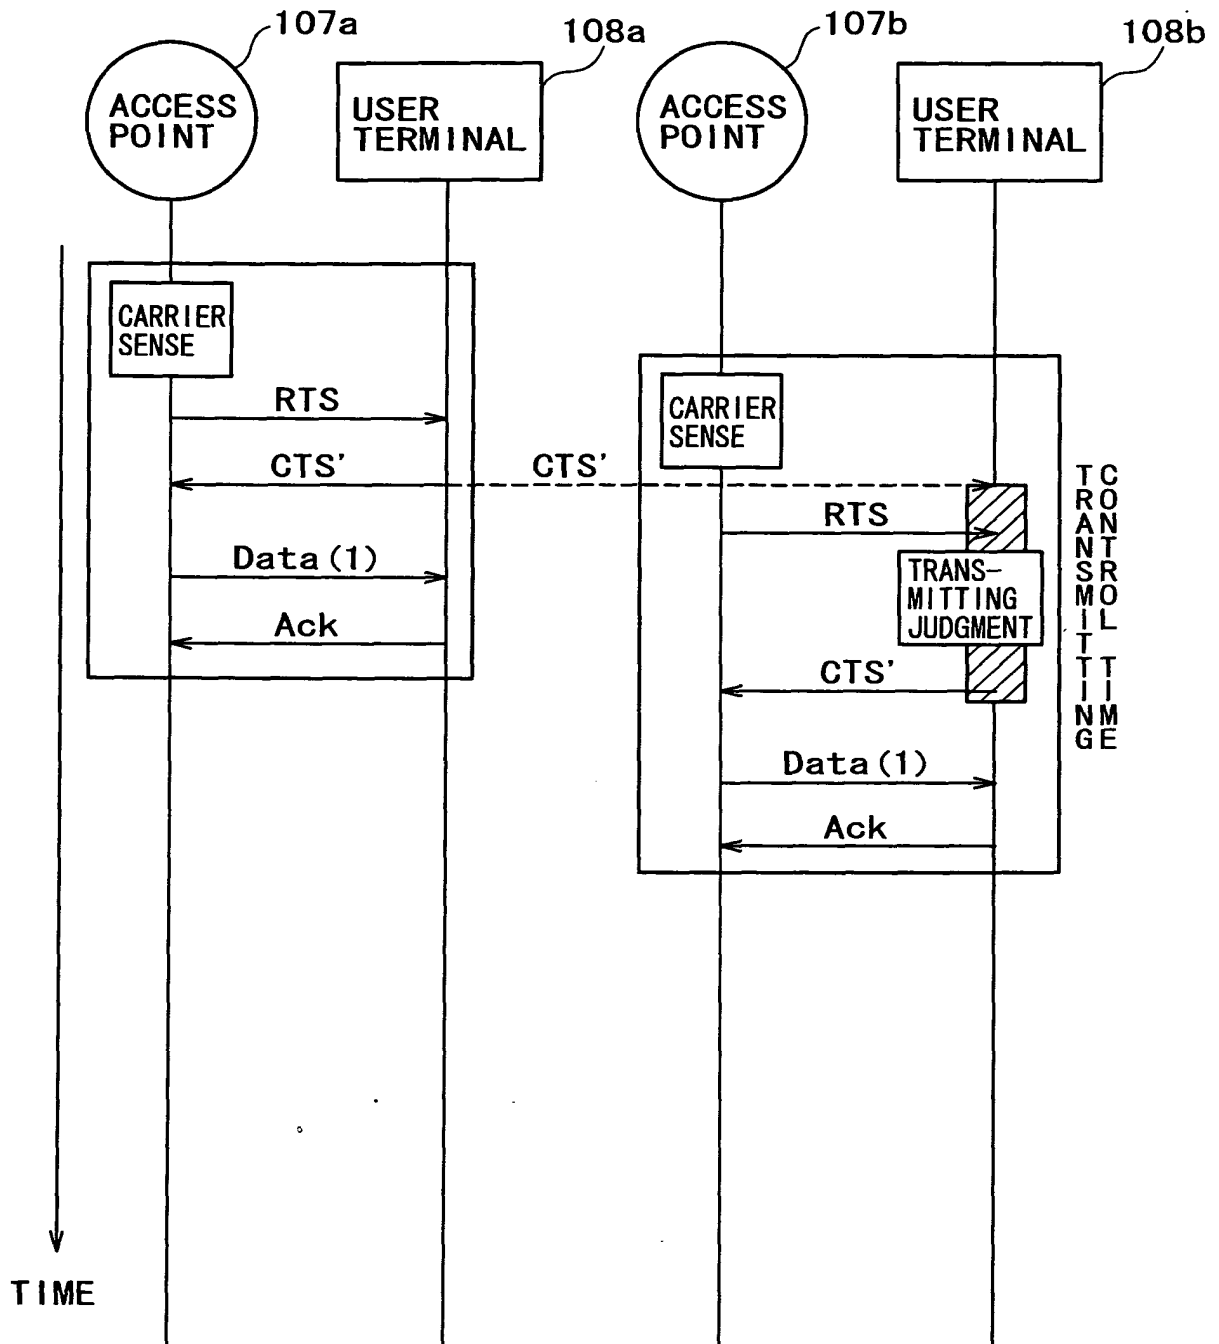 107a
108a
107b
108b
ACCESS
POINT
USER
TERMINAL
ACCESS
POINT
USER
TERMINAL
CARRIER
SENSE
RTS
CTS'
Data(1)
Ack
CTS'
CARRIER
SENSE
RTS
TRANS-
MITTING
JUDGMENT
CTS'
Data(1)
Ack
TRANSMITTING
CONTROL TIME
TIME